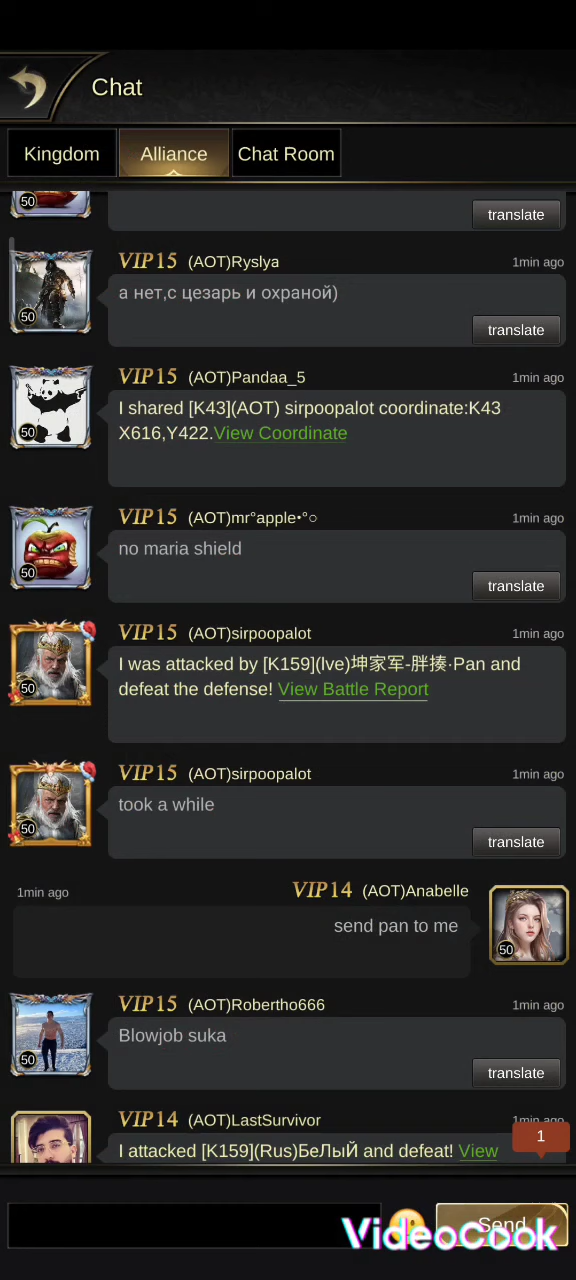 Chat
Kingdom Alliance Chat Room
50
translate
VIP15 (AOT)Ryslya 1min ago
а нет,с цезарь и охраной)
50
translate
VIP15 (AOT)Pandaa_5 1min ago
I shared [K43](AOT) sirpoopalot coordinate:K43
X616,Y422.View Coordinate
50
VIP15 (AOT)mr°apple•°○ 1min ago
no maria shield
50
translate
VIP15 (AOT)sirpoopalot 1min ago
I was attacked by [K159](lve)坤家军-胖揍·Pan and
defeat the defense! View Battle Report
50
VIP15 (AOT)sirpoopalot 1min ago
took a while
50
translate
1min ago VIP14 (AOT)Anabelle
send pan to me
50
VIP15 (AOT)Robertho666 1min ago
Blowjob suka
50
translate
VIP14 (AOT)LastSurvivor 1min ago
1
I attacked [K159](Rus)БеЛыЙ and defeat! View
Send
VideoCook